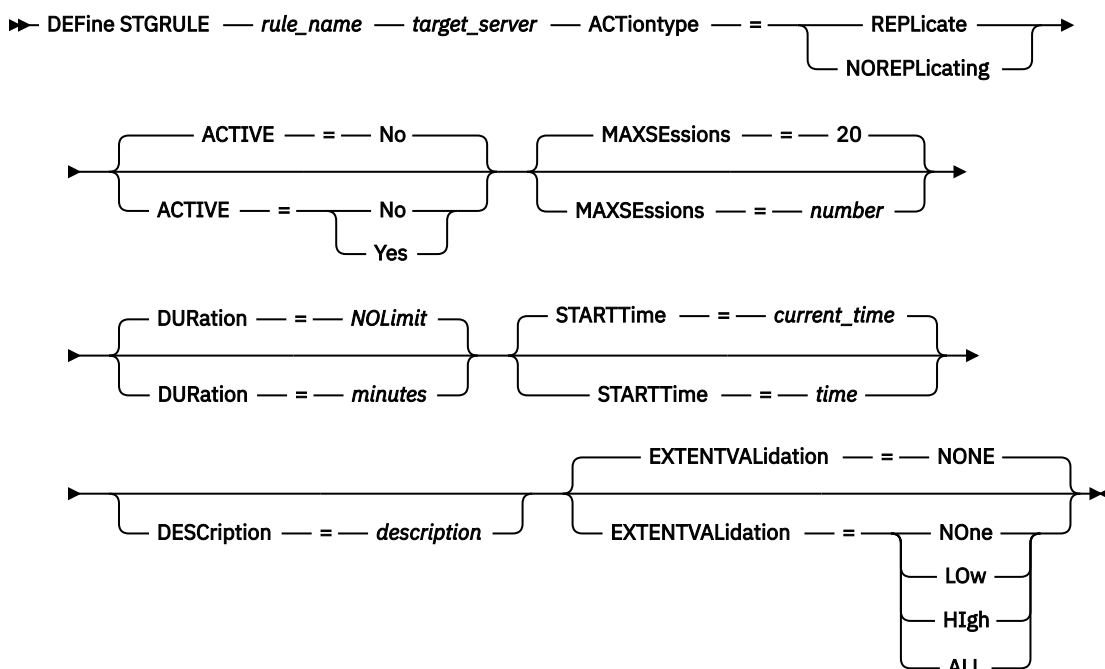 DEFine STGRULE rule_name target_server ACTiontype = REPLicate
NOREPLicating
ACTIVE = No MAXSEssions = 20
ACTIVE = No MAXSEssions = number
Yes
DURation = NOLimit STARTTime = current_time
DURation = minutes STARTTime = time
EXTENTVALidation = NONE
DESCription = description EXTENTVALidation = NOne
LOw
HIgh
ALL